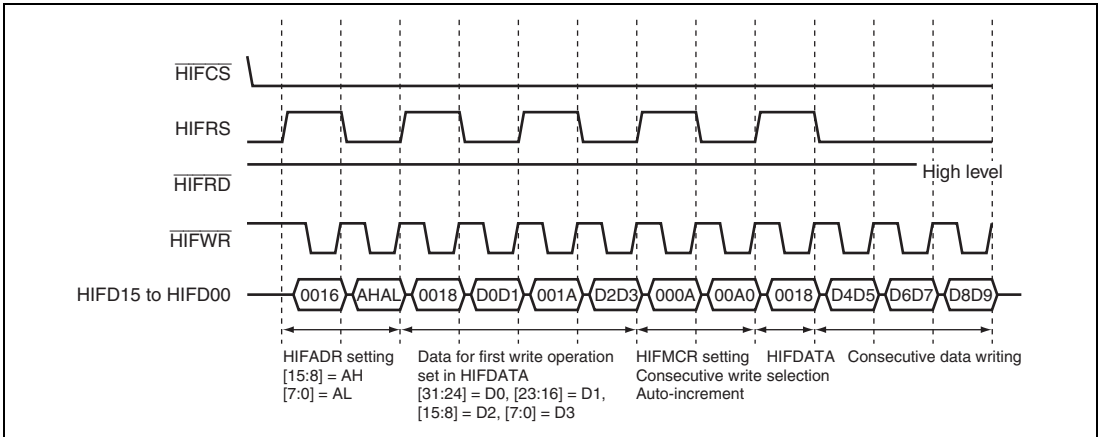 HIFCS
HIFRS
HIFRD
High level
HIFWR
HIFD15 to HIFD00
0016 AHAL 0018 D0D1 001A D2D3 000A 00A0 0018 D4D5 D6D7 D8D9
HIFADR setting
[15:8] = AH
[7:0] = AL
Data for first write operation
set in HIFDATA
[31:24] = D0, [23:16] = D1,
[15:8] = D2, [7:0] = D3
HIFMCR setting
Consecutive write selection
Auto-increment
HIFDATA
Consecutive data writing